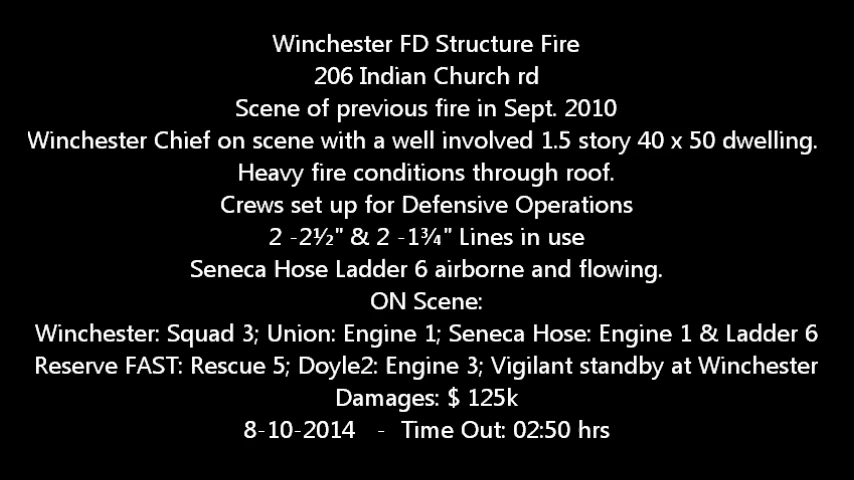 Winchester FD Structure Fire
206 Indian Church rd
Scene of previous fire in Sept. 2010
Winchester Chief on scene with a well involved 1.5 story 40 x 50 dwelling.
Heavy fire conditions through roof.
Crews set up for Defensive Operations
2 -2½" & 2 -1¾" Lines in use
Seneca Hose Ladder 6 airborne and flowing.
ON Scene:
Winchester: Squad 3; Union: Engine 1; Seneca Hose: Engine 1 & Ladder 6
Reserve FAST: Rescue 5; Doyle2: Engine 3; Vigilant standby at Winchester
Damages: $ 125k
8-10-2014 - Time Out: 02:50 hrs